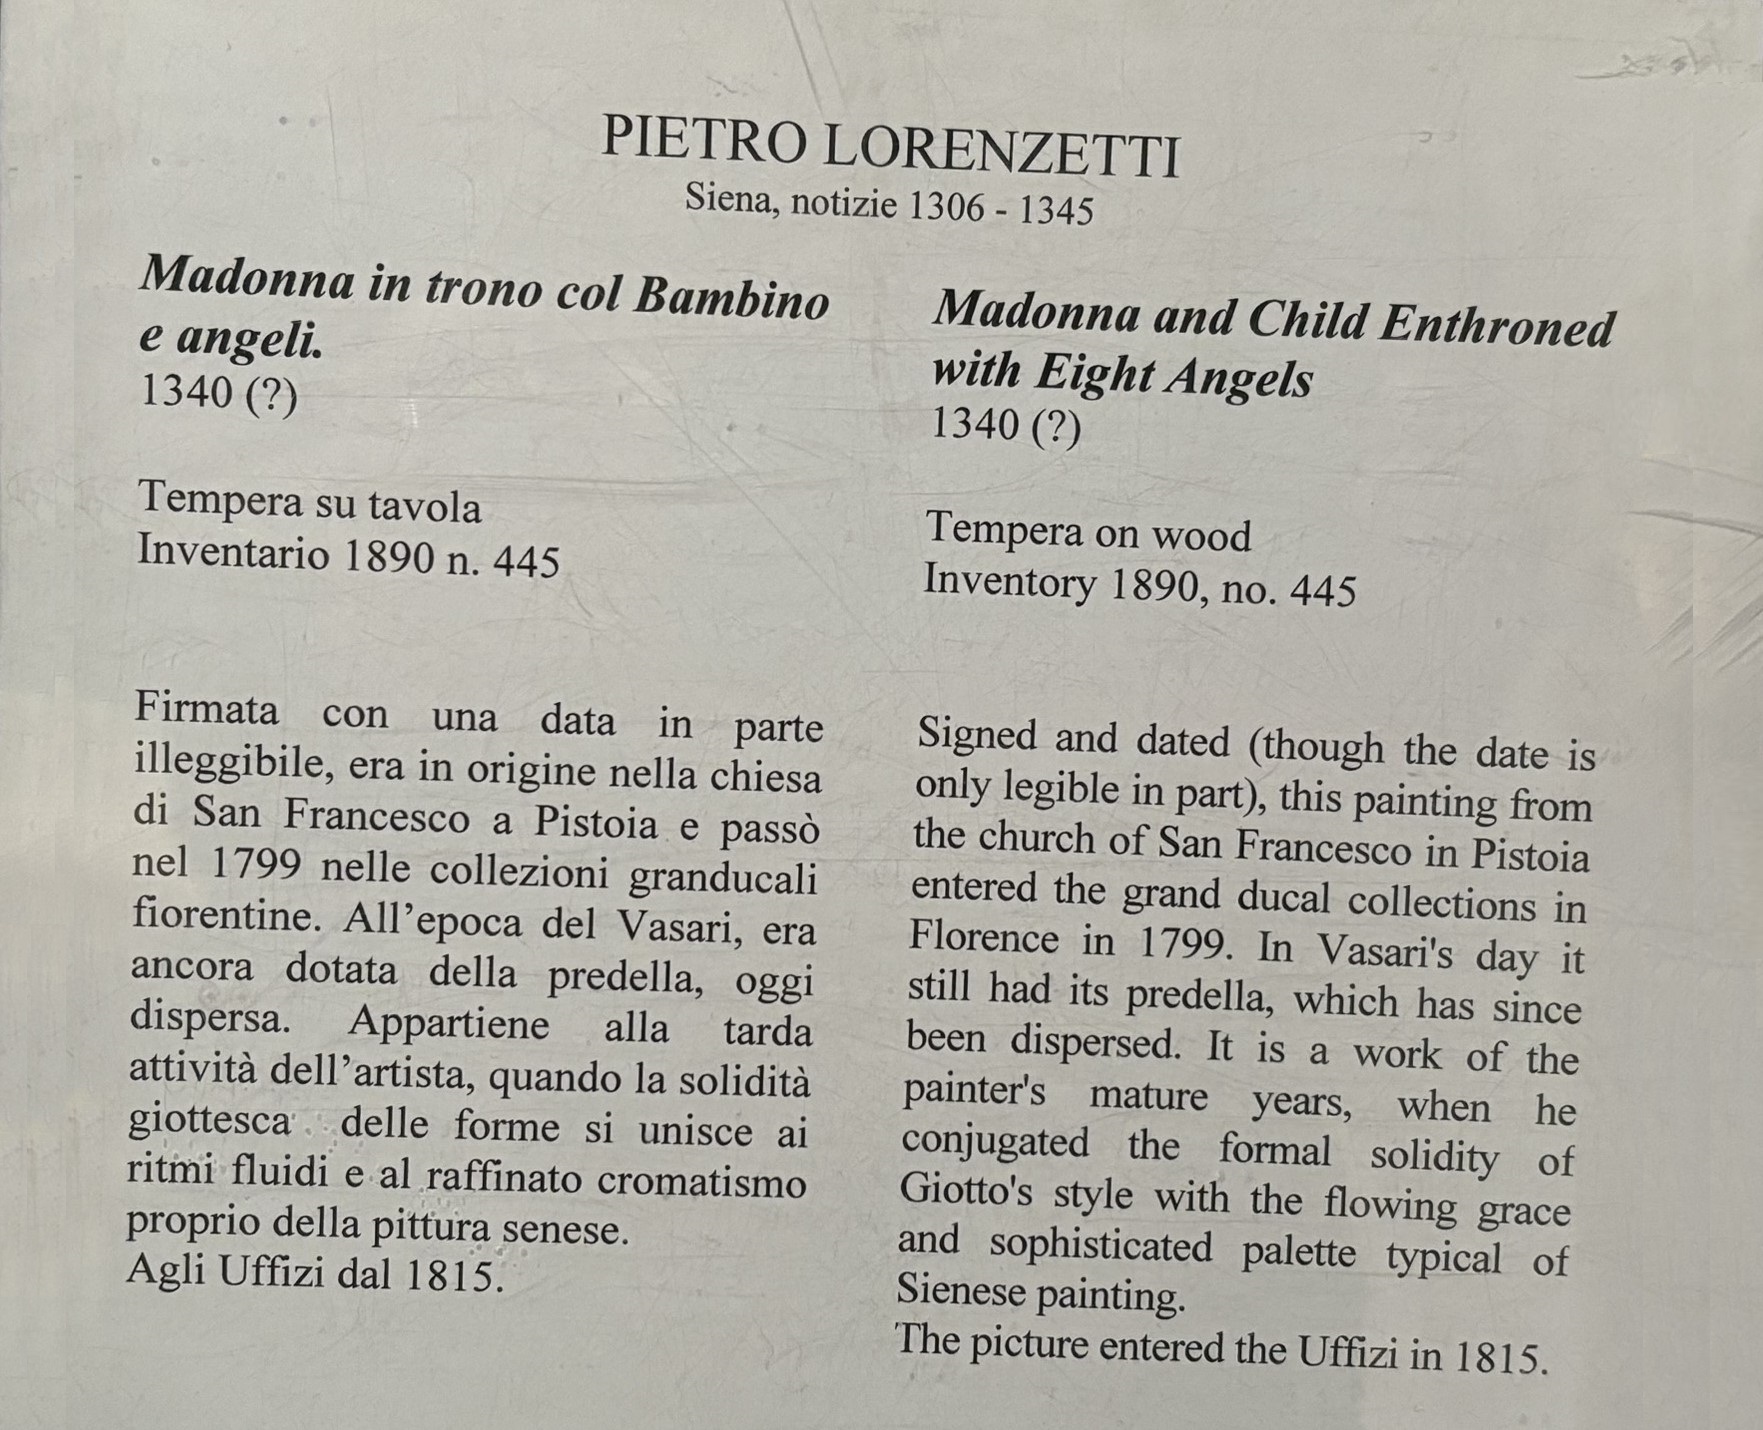 PIETRO LORENZETTI
Siena, notizie 1306 - 1345
Madonna in trono col Bambino
e angeli.
1340 (?)
Tempera su tavola
Inventario 1890 n. 445
Firmata con una data in parte
illeggibile, era in origine nella chiesa
di San Francesco a Pistoia e passò
nel 1799 nelle collezioni granducali
fiorentine. All’epoca del Vasari, era
ancora dotata della predella, oggi
dispersa. Appartiene alla tarda
attività dell’artista, quando la solidità
giottesca delle forme si unisce ai
ritmi fluidi e al raffinato cromatismo
proprio della pittura senese.
Agli Uffizi dal 1815.
Madonna and Child Enthroned
with Eight Angels
1340 (?)
Tempera on wood
Inventory 1890, no. 445
Signed and dated (though the date is
only legible in part), this painting from
the church of San Francesco in Pistoia
entered the grand ducal collections in
Florence in 1799. In Vasari's day it
still had its predella, which has since
been dispersed. It is a work of the
painter's mature years, when he
conjugated the formal solidity of
Giotto's style with the flowing grace
and sophisticated palette typical of
Sienese painting.
The picture entered the Uffizi in 1815.